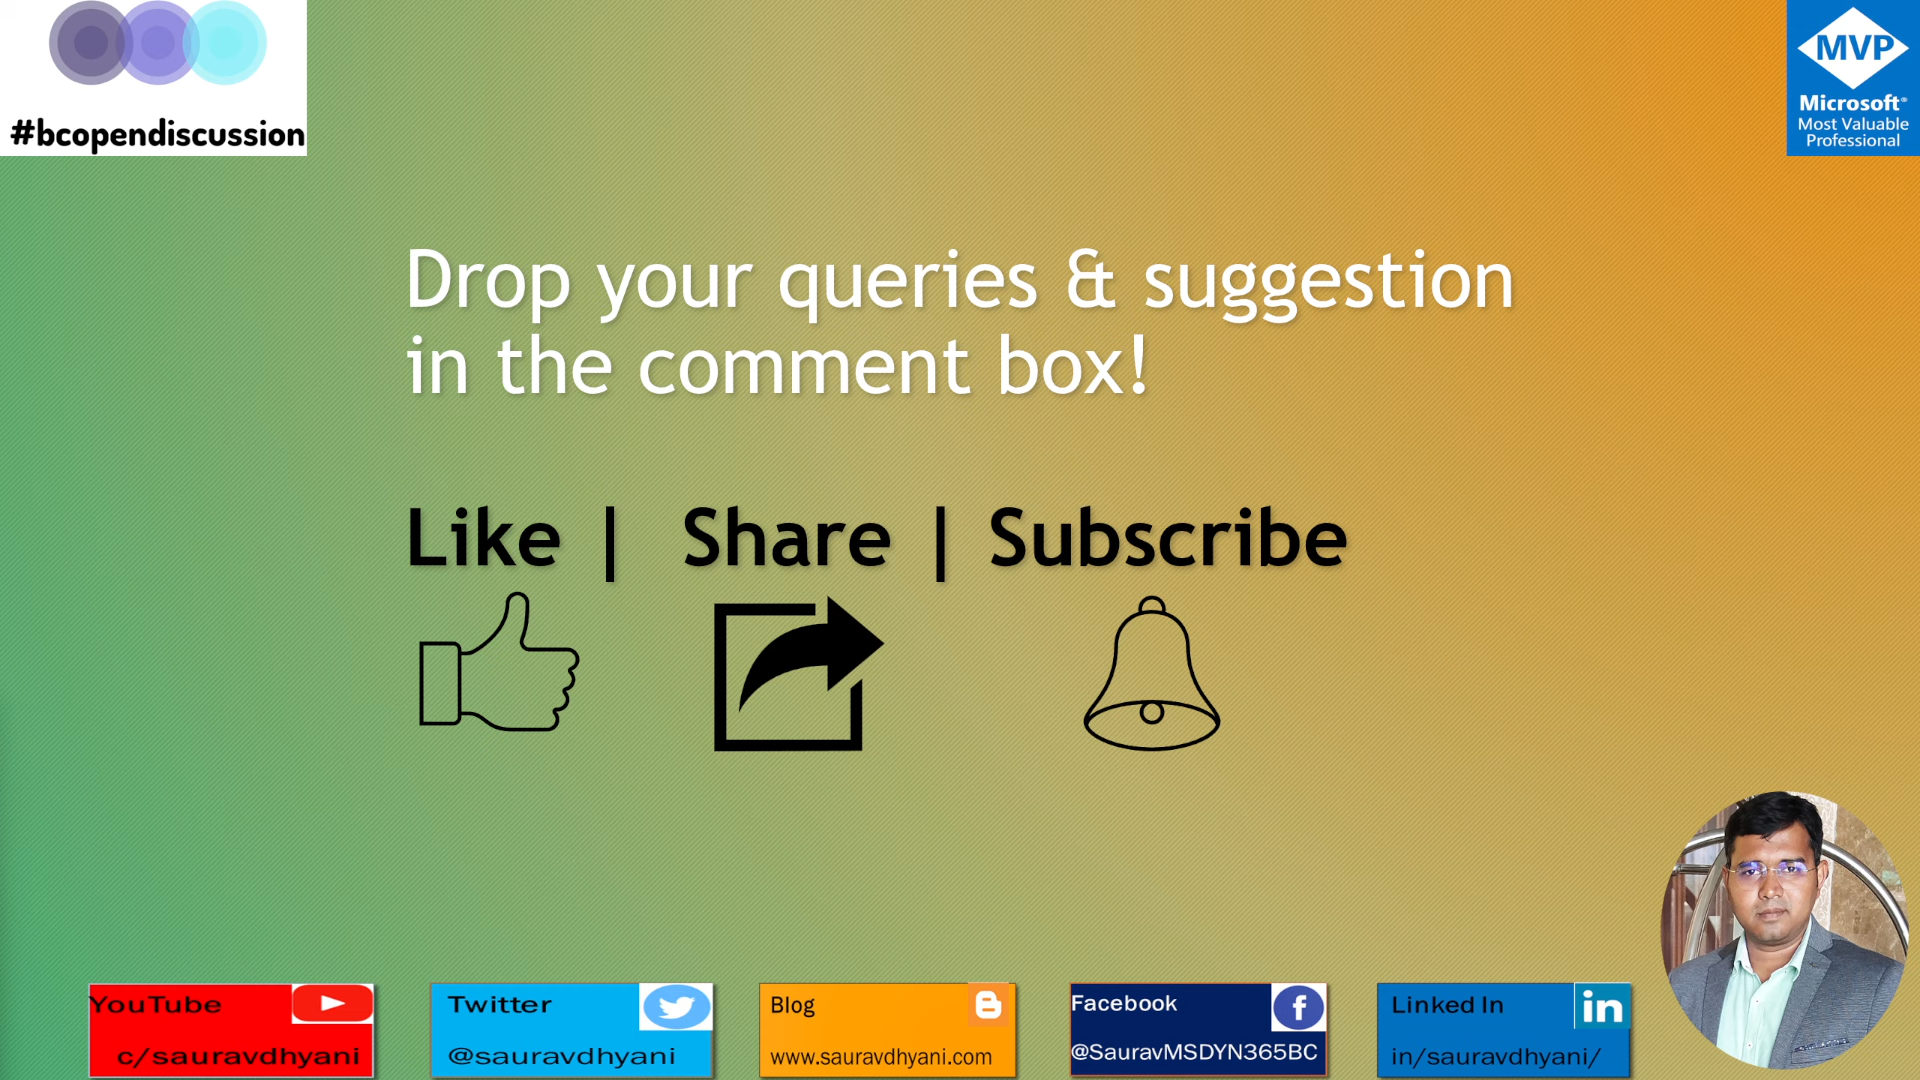 #bcopendiscussion
MVP
Microsoft®
Most Valuable
Professional
Drop your queries & suggestion
in the comment box!
Like | Share | Subscribe
YouTube
c/sauravdhyani
Twitter
@sauravdhyani
Blog
www.sauravdhyani.com
Facebook
@SauravMSDYN365BC
Linked In
in
in/sauravdhyani/